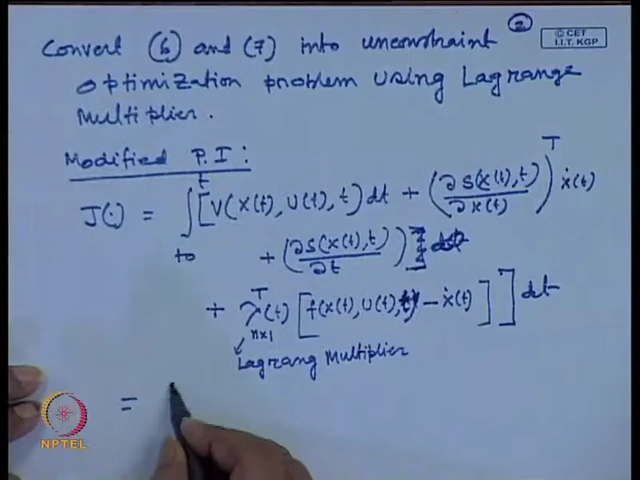 Convert (6) and (7) into unconstraint
②
© CET
I.I.T. KGP
optimization problem using Lagrange
Multiplier.
Modified P.I:
J(·) = ∫_{t0}^{t} [V(x(t), u(t), t) dt + (∂S(x(t), t)/∂x(t))^T ẋ(t)
+ (∂S(x(t), t)/∂t)
+ λ^T(t) [f(x(t), u(t), t) − ẋ(t)]] dt
n×1
Lagrang Multiplier
=
NPTEL